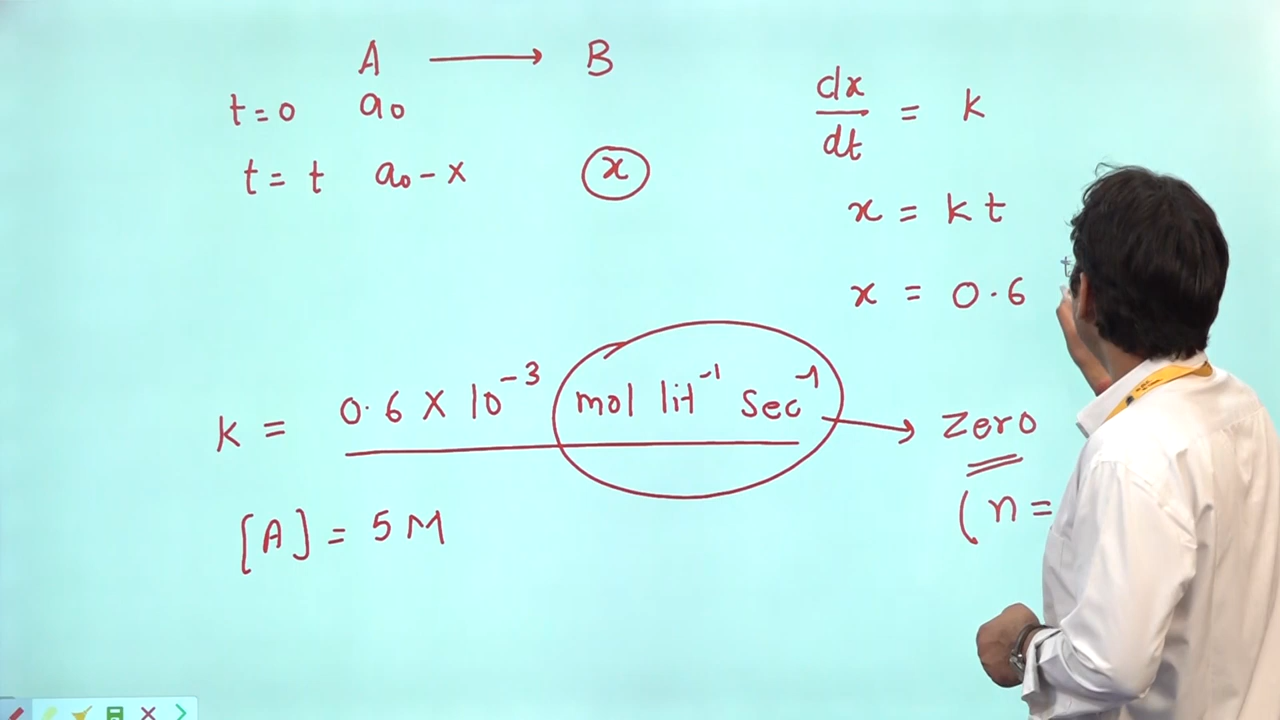 A ⟶ B
t = 0 a₀
t = t a₀ - x x
dx/dt = k
x = kt
x = 0.6
k = 0.6 × 10⁻³ mol lit⁻¹ sec⁻¹ → zero
(n =
[A] = 5 M